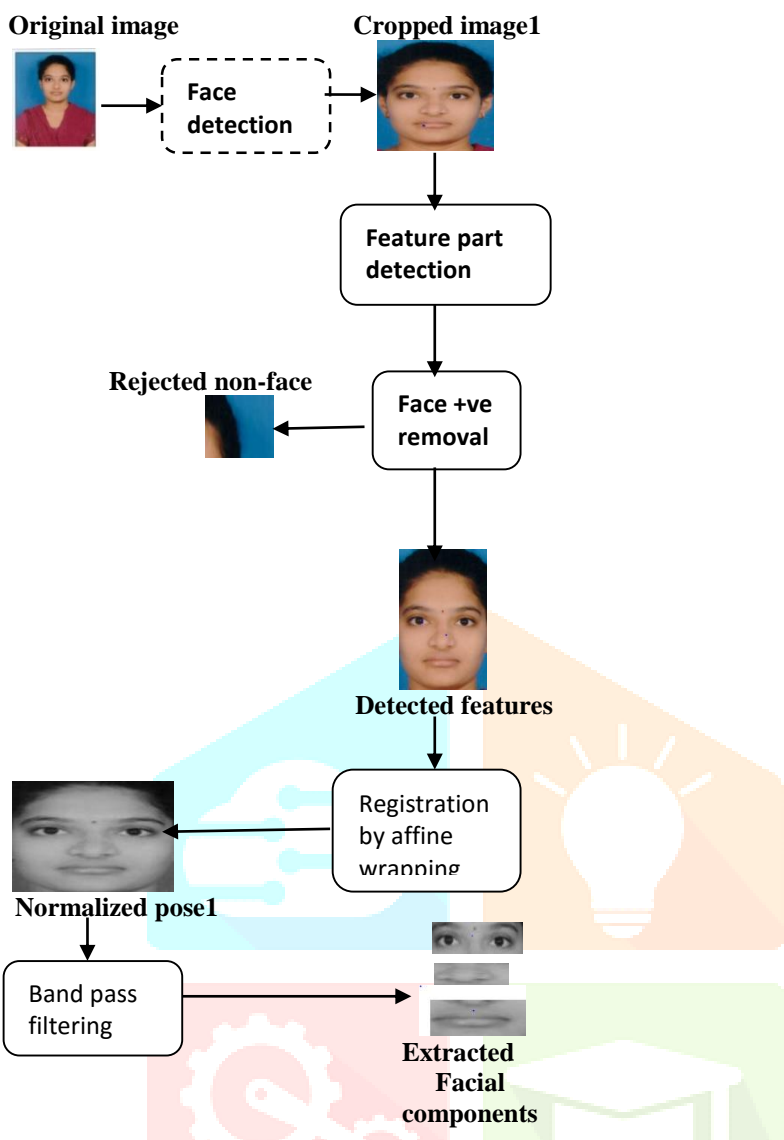 Original image
Cropped image1
Face
detection
Feature part
detection
Rejected non-face
Face +ve
removal
Detected features
Registration
by affine
wrapping
Normalized pose1
Band pass
filtering
Extracted
Facial
components